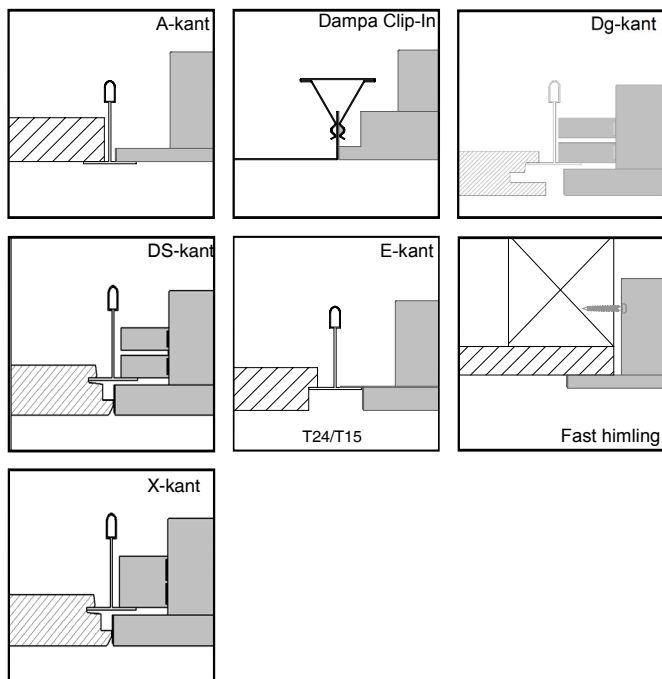 A-kant
Dampa Clip-In
Dg-kant
DS-kant
E-kant
T24/T15
Fast himling
X-kant